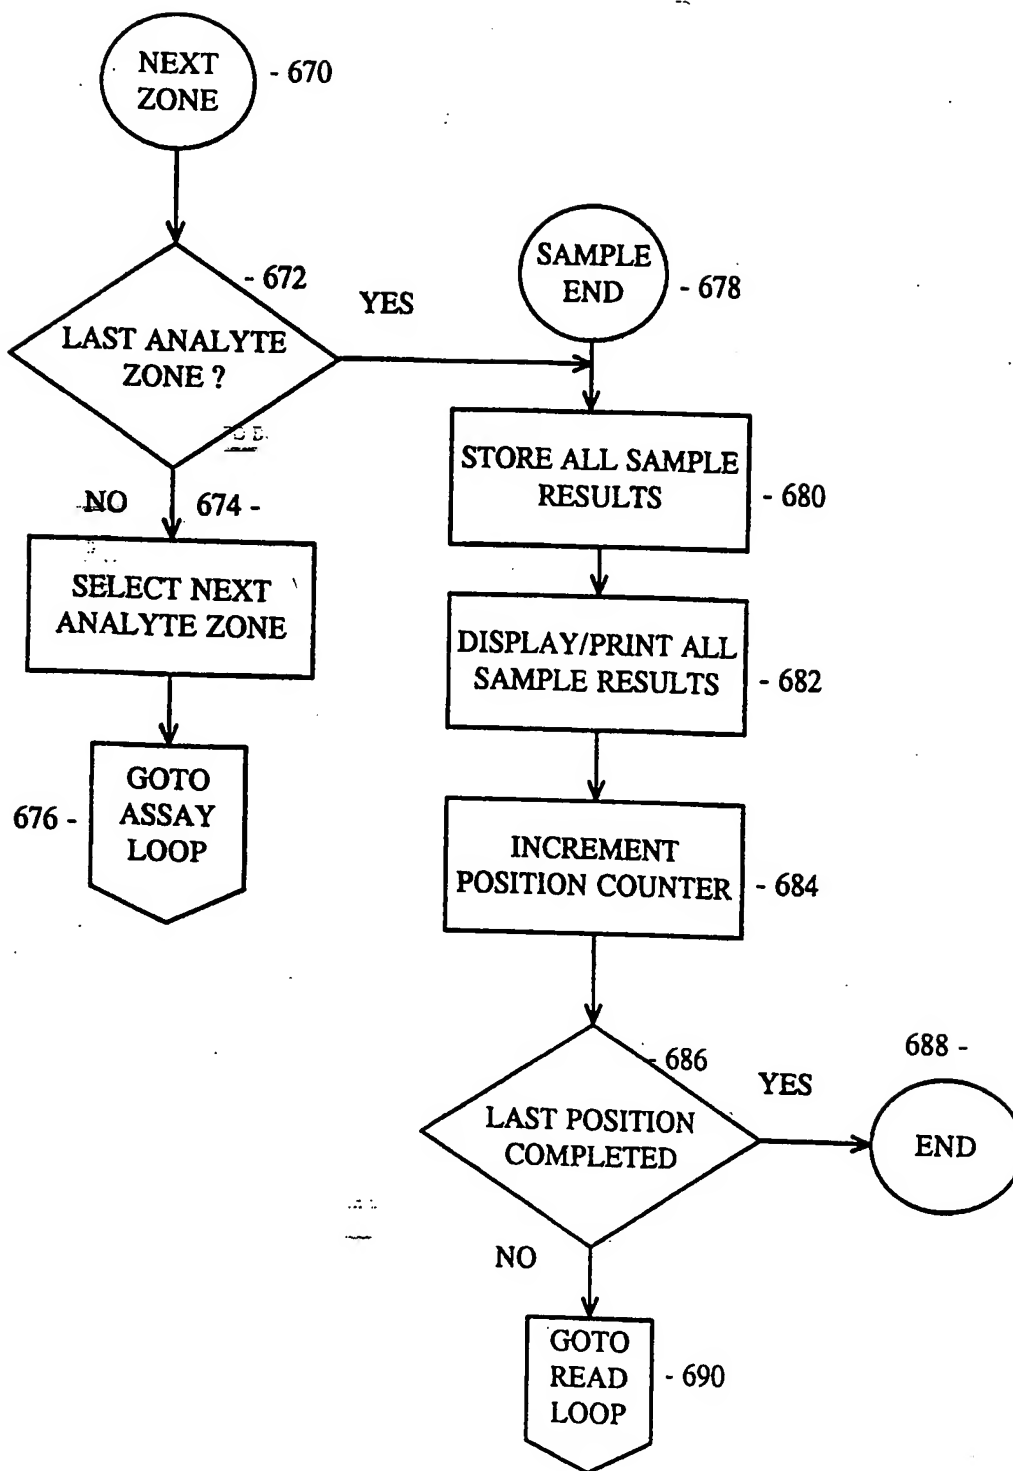 NEXT
ZONE
- 670
- 672
LAST ANALYTE
ZONE ?
YES
SAMPLE
END
- 678
NO
674 -
SELECT NEXT
ANALYTE ZONE
GOTO
ASSAY
LOOP
676 -
STORE ALL SAMPLE
RESULTS
- 680
DISPLAY/PRINT ALL
SAMPLE RESULTS
- 682
INCREMENT
POSITION COUNTER
- 684
- 686
LAST POSITION
COMPLETED
YES
688 -
END
NO
GOTO
READ
LOOP
- 690